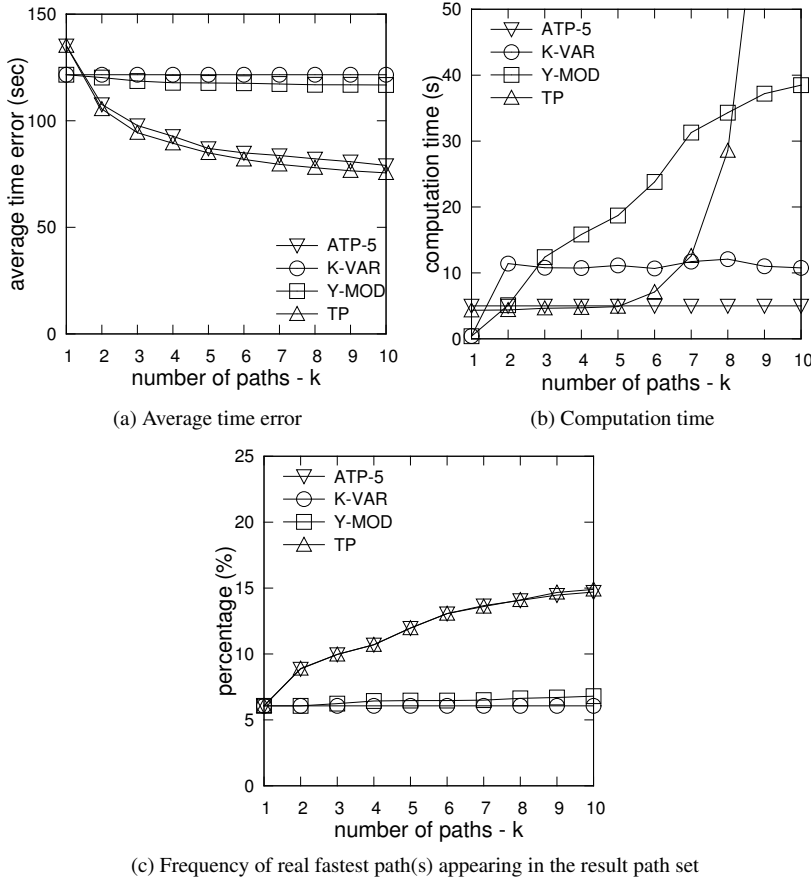 150
100
50
0
average time error (sec)
ATP-5
K-VAR
Y-MOD
TP
1 2 3 4 5 6 7 8 9 10
number of paths - k
(a) Average time error
60
50
40
30
20
10
0
computation time (s)
ATP-5
K-VAR
Y-MOD
TP
1 2 3 4 5 6 7 8 9 10
number of paths - k
(b) Computation time
25
20
15
10
5
0
percentage (%)
ATP-5
K-VAR
Y-MOD
TP
1 2 3 4 5 6 7 8 9 10
number of paths - k
(c) Frequency of real fastest path(s) appearing in the result path set